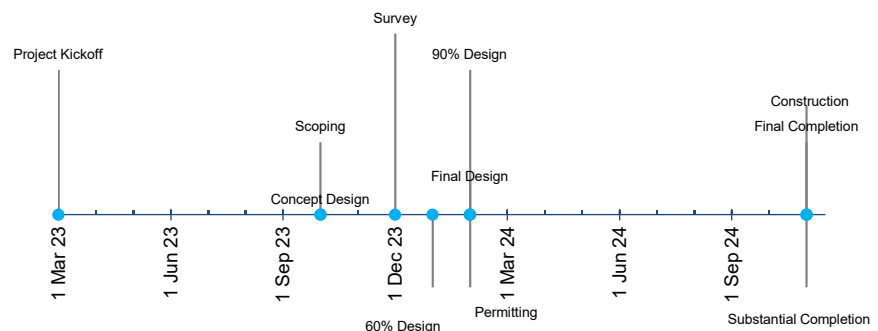 Survey
Project Kickoff
90% Design
Construction
Scoping
Final Completion
Final Design
Concept Design
1 Mar 23
1 Jun 23
1 Sep 23
1 Dec 23
1 Mar 24
1 Jun 24
1 Sep 24
Permitting
Substantial Completion
60% Design